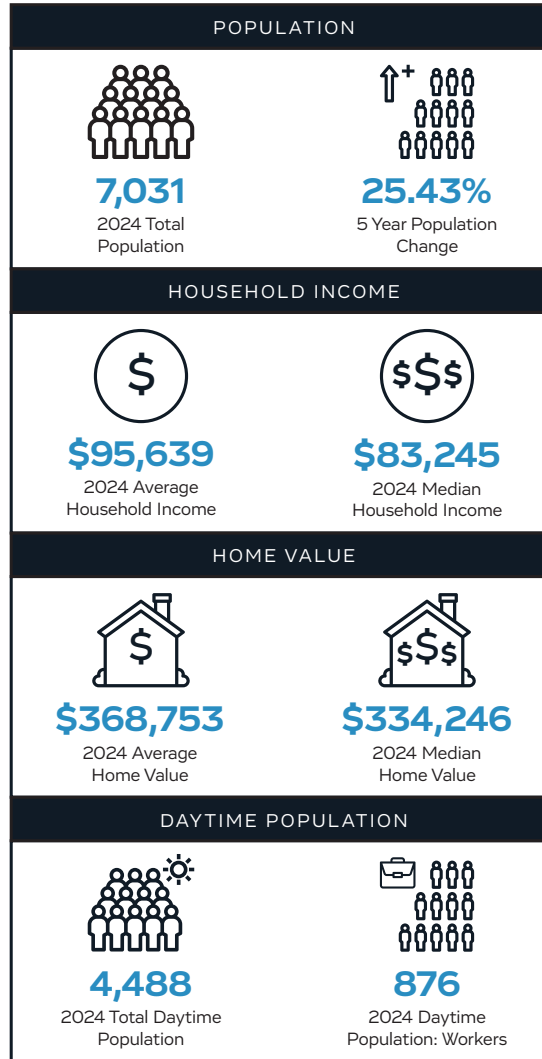 POPULATION
7,031
2024 Total
Population
25.43%
5 Year Population
Change
HOUSEHOLD INCOME
$
$95,639
2024 Average
Household Income
$$$
$83,245
2024 Median
Household Income
HOME VALUE
$
$368,753
2024 Average
Home Value
$$$
$334,246
2024 Median
Home Value
DAYTIME POPULATION
4,488
2024 Total Daytime
Population
876
2024 Daytime
Population: Workers